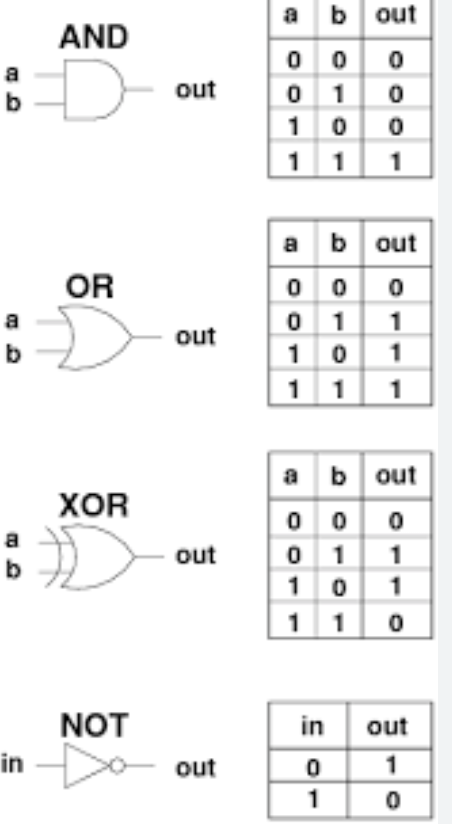 AND
a
b
out
a b out
0 0 0
0 1 0
1 0 0
1 1 1
OR
a
b
out
a b out
0 0 0
0 1 1
1 0 1
1 1 1
XOR
a
b
out
a b out
0 0 0
0 1 1
1 0 1
1 1 0
NOT
in
out
in out
0 1
1 0